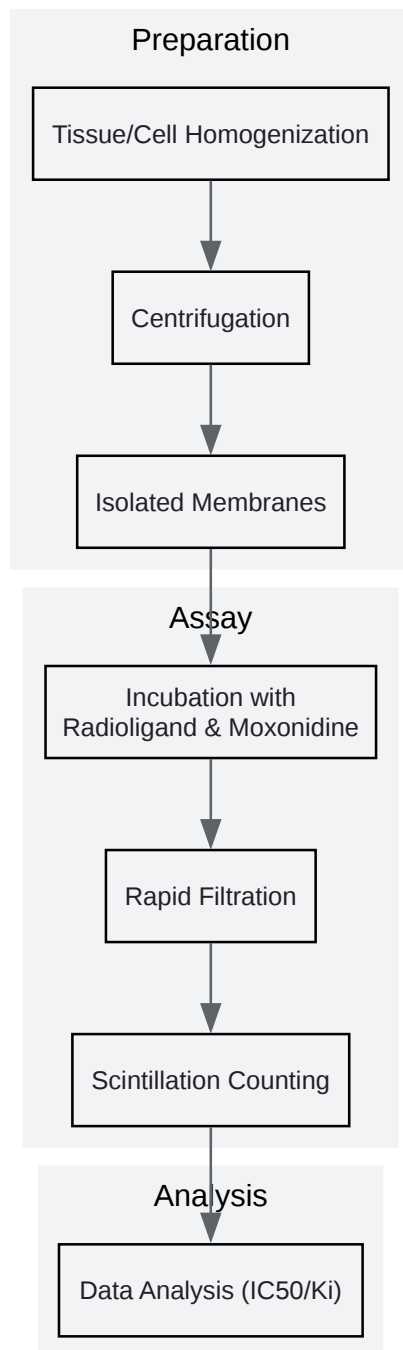 Preparation
Tissue/Cell Homogenization
Centrifugation
Isolated Membranes
Assay
Incubation with
Radioligand & Moxonidine
Rapid Filtration
Scintillation Counting
Analysis
Data Analysis (IC50/Ki)